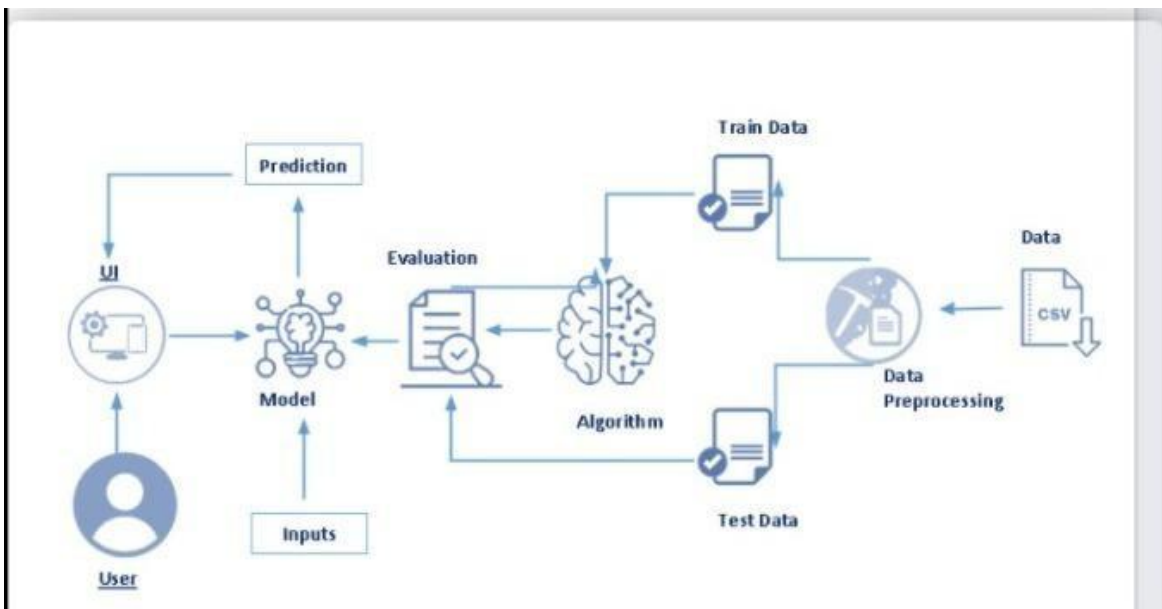 Train Data
Prediction
Data
Evaluation
UI
CSV
Data
Preprocessing
Model
Algorithm
Test Data
Inputs
User